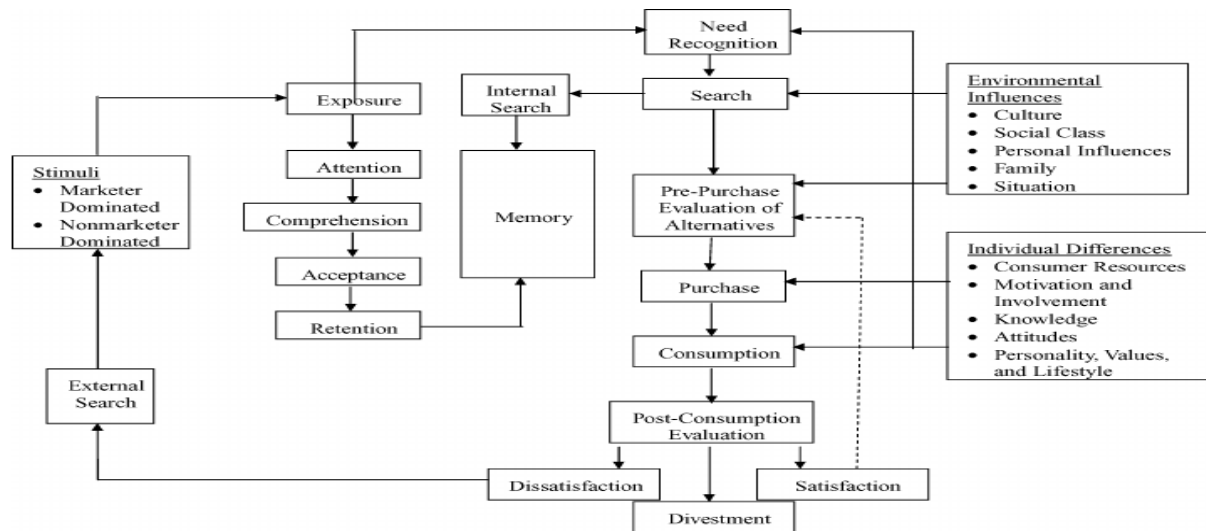 Need
Recognition
Search
Internal
Search
Exposure
Attention
Comprehension
Acceptance
Retention
Memory
Stimuli
• Marketer
Dominated
• Nonmarketer
Dominated
External
Search
Pre-Purchase
Evaluation of
Alternatives
Purchase
Consumption
Post-Consumption
Evaluation
Dissatisfaction
Satisfaction
Divestment
Environmental
Influences
• Culture
• Social Class
• Personal Influences
• Family
• Situation
Individual Differences
• Consumer Resources
• Motivation and
Involvement
• Knowledge
• Attitudes
• Personality, Values,
and Lifestyle